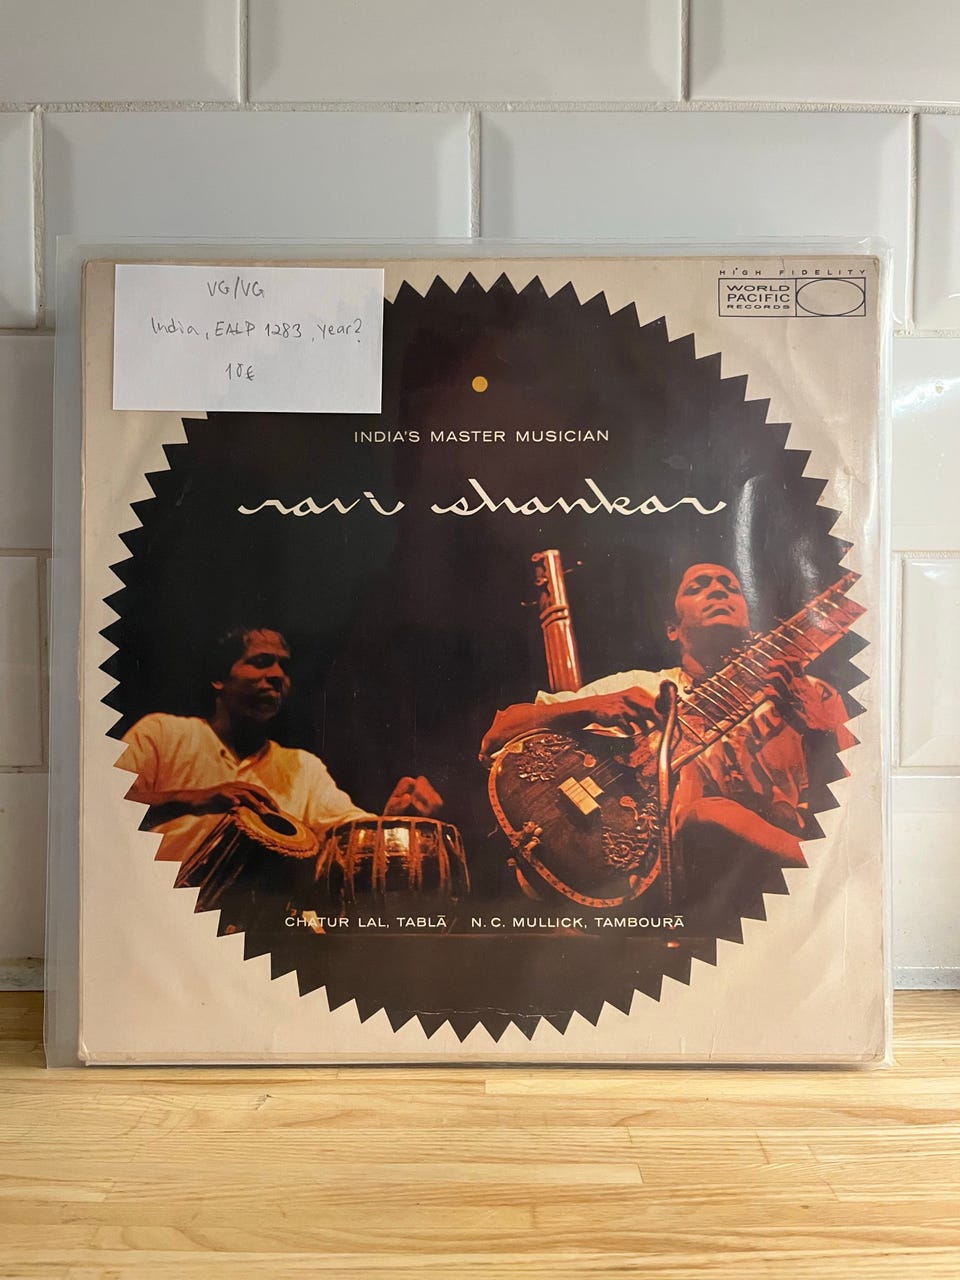 VG/VG
India, EALP 1283, year?
10€
HIGH FIDELITY
WORLD
PACIFIC
RECORDS
INDIA'S MASTER MUSICIAN
ravi shankar
CHATUR LAL, TABLĀ N.C. MULLICK, TAMBOURĀ